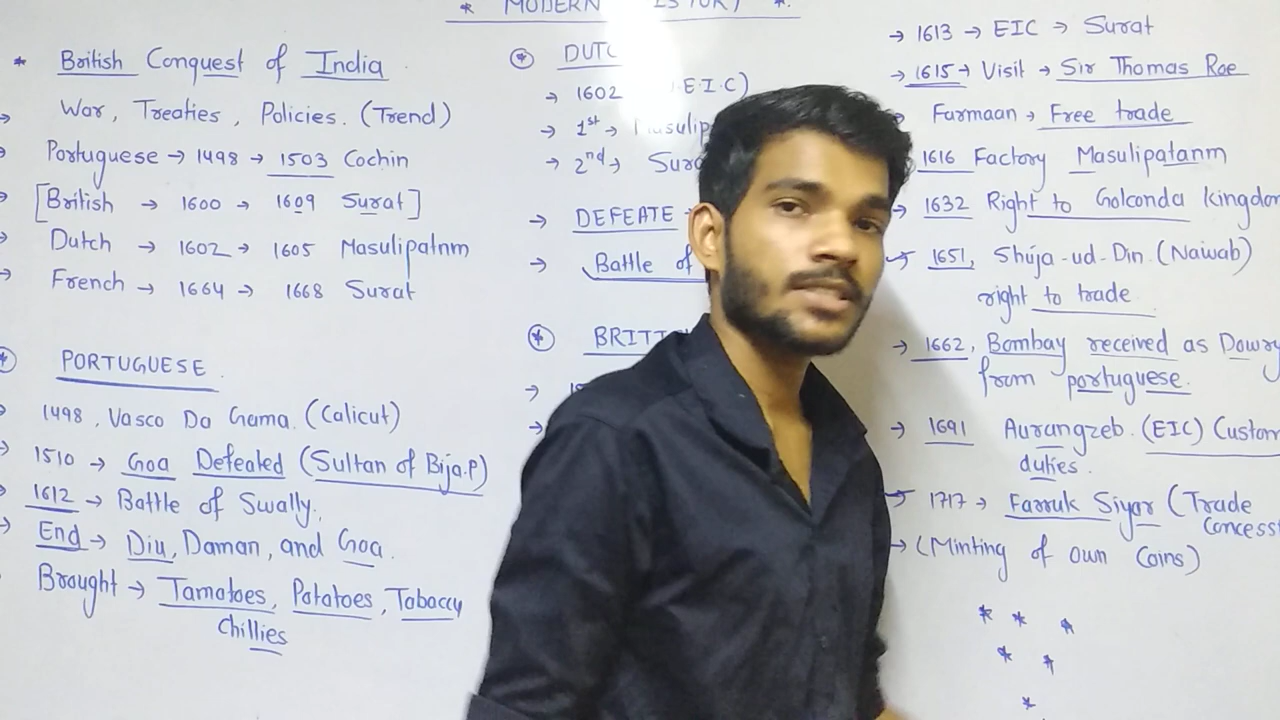 * MODERN *
* British Conquest of India
War, Treaties, Policies. (Trend)
Portuguese → 1498 → 1503 Cochin
[British → 1600 → 1609 Surat]
Dutch → 1602 → 1605 Masulipatnm
French → 1664 → 1668 Surat
* PORTUGUESE.
1498, Vasco Da Gama. (Calicut)
1510 → Goa Defeated (Sultan of Bija.P)
1612 → Battle of Swally.
End → Diu, Daman, and Goa.
Brought → Tamatoes, Potatoes, Tobaccy
Chillies
* DUTC
→ 1602 .E.I.C)
→ 1st → Masulip
→ 2nd →
→ DEFEATE
→ Battle of
* BRITT
→
→
→ 1613 → EIC → Surat
→ 1615 → Visit → Sir Thomas Roe
Farmaan → Free trade
1616 Factory Masulipatanm
→ 1632 Right to Golconda Kingdom
→ 1651, Shuja-ud-Din. (Naiwab)
right to trade
→ 1662, Bombay received as Dowry
from portuguese.
→ 1691 Aurangzeb. (EIC) Custom
duties.
→ 1717 → Farruk Siyar (Trade
Concess
→ (Minting of own Coins)
* * *
* *
*